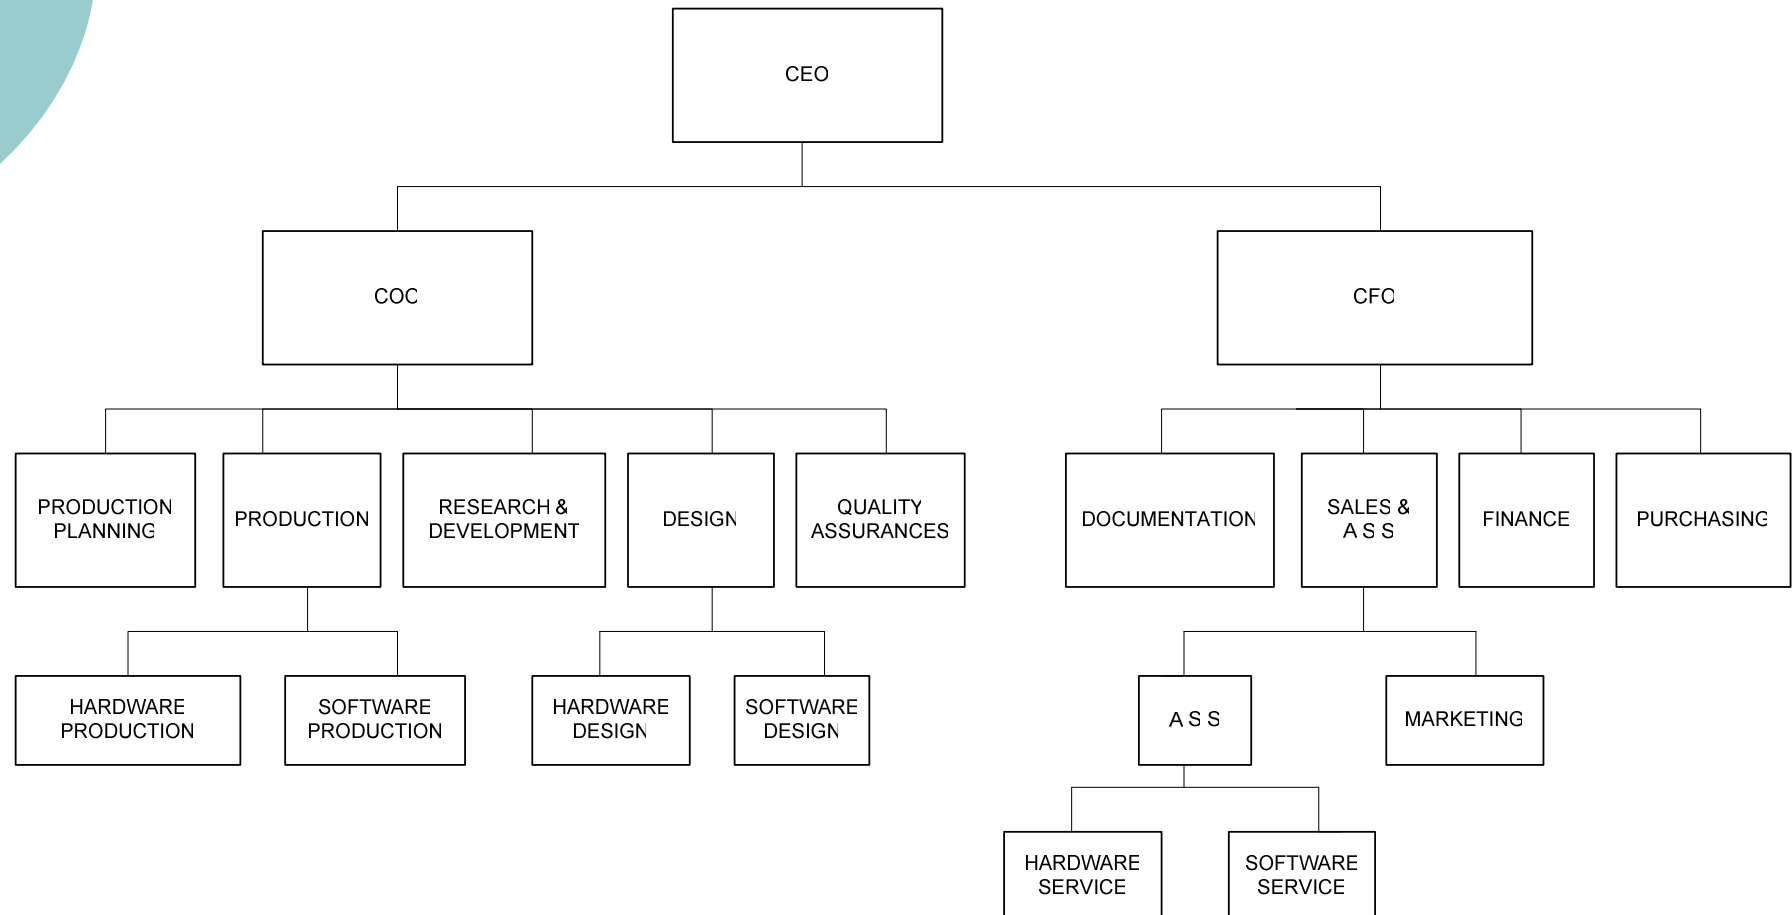 CEO
COO
CFO
PRODUCTION
PLANNING
PRODUCTION
RESEARCH &
DEVELOPMENT
DESIGN
QUALITY
ASSURANCES
DOCUMENTATION
SALES &
A S S
FINANCE
PURCHASING
HARDWARE
PRODUCTION
SOFTWARE
PRODUCTION
HARDWARE
DESIGN
SOFTWARE
DESIGN
A S S
MARKETING
HARDWARE
SERVICE
SOFTWARE
SERVICE